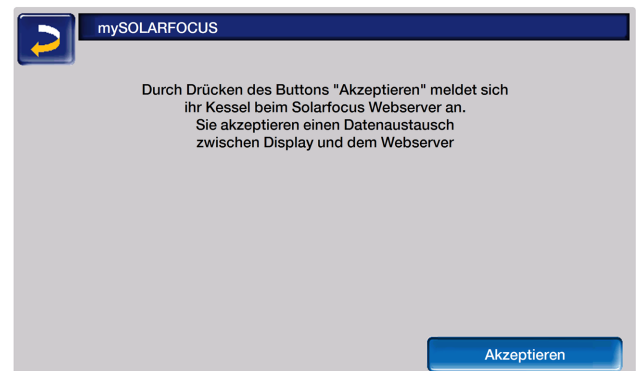 mySOLARFOCUS
Durch Drücken des Buttons "Akzeptieren" meldet sich
ihr Kessel beim Solarfocus Webserver an.
Sie akzeptieren einen Datenaustausch
zwischen Display und dem Webserver
Akzeptieren